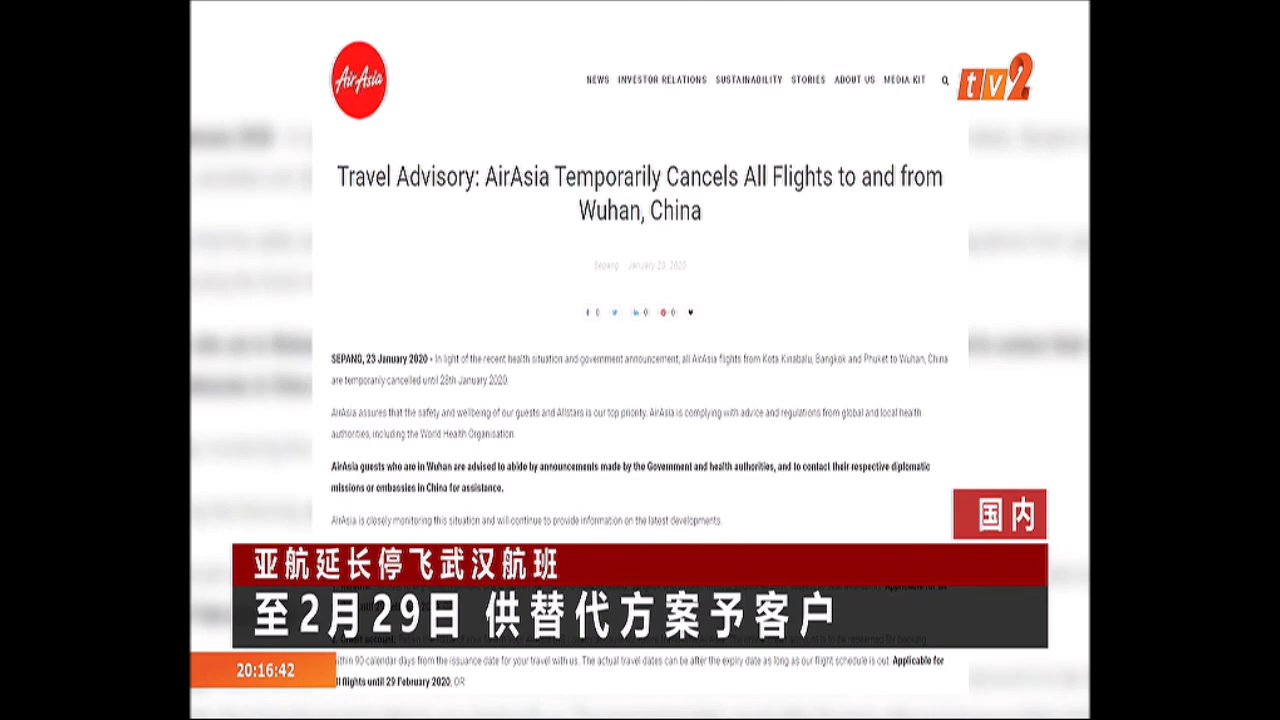 AirAsia
NEWS INVESTOR RELATIONS SUSTAINABILITY STORIES ABOUT US MEDIA KIT
tv2
Travel Advisory: AirAsia Temporarily Cancels All Flights to and from
Wuhan, China
Sepang January 23, 2020
0 0 0
SEPANG, 23 January 2020 - In light of the recent health situation and government announcement, all AirAsia flights from Kota Kinabalu, Bangkok and Phuket to Wuhan, China
are temporarily cancelled until 28th January 2020.
AirAsia assures that the safety and wellbeing of our guests and Allstars is our top priority. AirAsia is complying with advice and regulations from global and local health
authorities, including the World Health Organisation.
AirAsia guests who are in Wuhan are advised to abide by announcements made by the Government and health authorities, and to contact their respective diplomatic
missions or embassies in China for assistance.
AirAsia is closely monitoring this situation and will continue to provide information on the latest developments.
国内
亚航延长停飞武汉航班
至2月29日 供替代方案予客户
20:16:42
within 90 calendar days from the issuance date for your travel with us. The actual travel dates can be after the expiry date as long as our flight schedule is out. Applicable for
all flights until 29 February 2020, OR